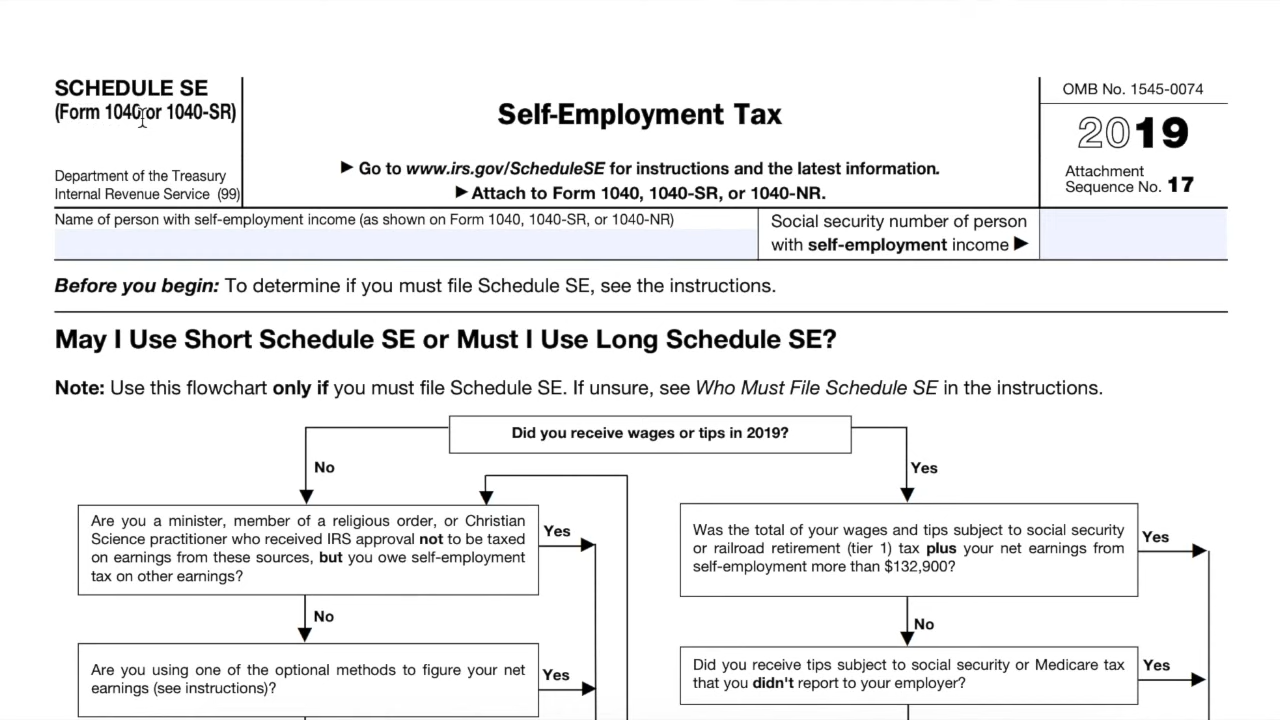 SCHEDULE SE
(Form 1040 or 1040-SR)
Department of the Treasury
Internal Revenue Service (99)
Self-Employment Tax
▶ Go to www.irs.gov/ScheduleSE for instructions and the latest information.
▶ Attach to Form 1040, 1040-SR, or 1040-NR.
OMB No. 1545-0074
2019
Attachment
Sequence No. 17
Name of person with self-employment income (as shown on Form 1040, 1040-SR, or 1040-NR)
Social security number of person
with self-employment income ▶
Before you begin: To determine if you must file Schedule SE, see the instructions.
May I Use Short Schedule SE or Must I Use Long Schedule SE?
Note: Use this flowchart only if you must file Schedule SE. If unsure, see Who Must File Schedule SE in the instructions.
Did you receive wages or tips in 2019?
No
Yes
Are you a minister, member of a religious order, or Christian
Science practitioner who received IRS approval not to be taxed
on earnings from these sources, but you owe self-employment
tax on other earnings?
Yes
Was the total of your wages and tips subject to social security
or railroad retirement (tier 1) tax plus your net earnings from
self-employment more than $132,900?
Yes
No
No
Are you using one of the optional methods to figure your net
earnings (see instructions)?
Yes
Did you receive tips subject to social security or Medicare tax
that you didn't report to your employer?
Yes